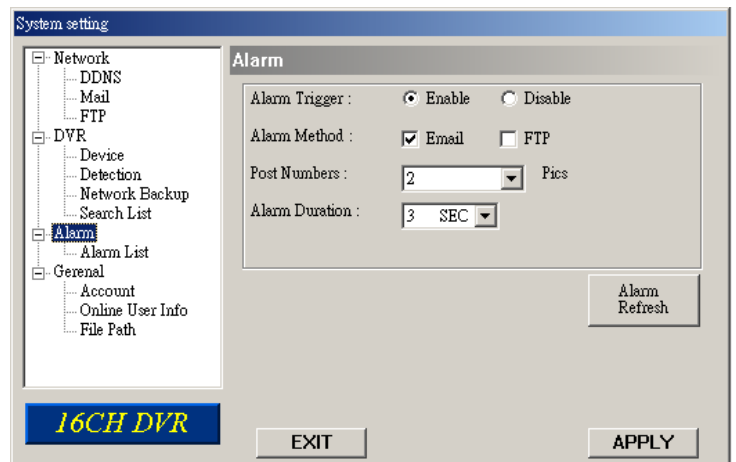 System setting
Network
DDNS
Mail
FTP
DVR
Device
Detection
Network Backup
Search List
Alarm
Alarm List
Gerenal
Account
Online User Info
File Path
16CH DVR
Alarm
Alarm Trigger : Enable Disable
Alarm Method : Email FTP
Post Numbers : 2 Pics
Alarm Duration : 3 SEC
Alarm
Refresh
EXIT APPLY